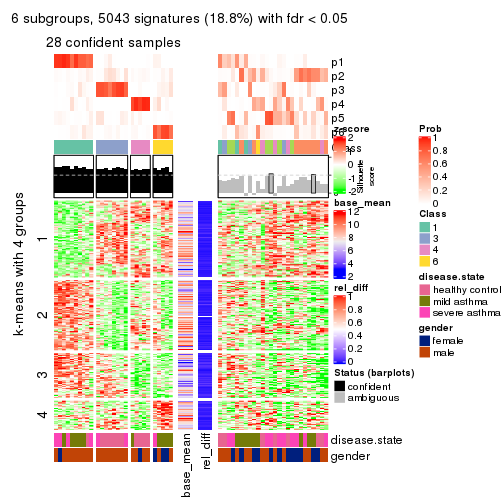 6 subgroups, 5043 signatures (18.8%) with fdr < 0.05
28 confident samples
p1
p2
p3
p4
p5
p6
Class
Silhouette
score
k-means with 4 groups
1
2
3
4
base_mean
rel_diff
disease.state
gender
z-score
2
1
0
-1
-2
base_mean
12
10
8
6
4
2
rel_diff
1
0.8
0.6
0.4
0.2
0
Status (barplots)
confident
ambiguous
Prob
1
0.8
0.6
0.4
0.2
0
Class
1
3
4
6
disease.state
healthy control
mild asthma
severe asthma
gender
female
male